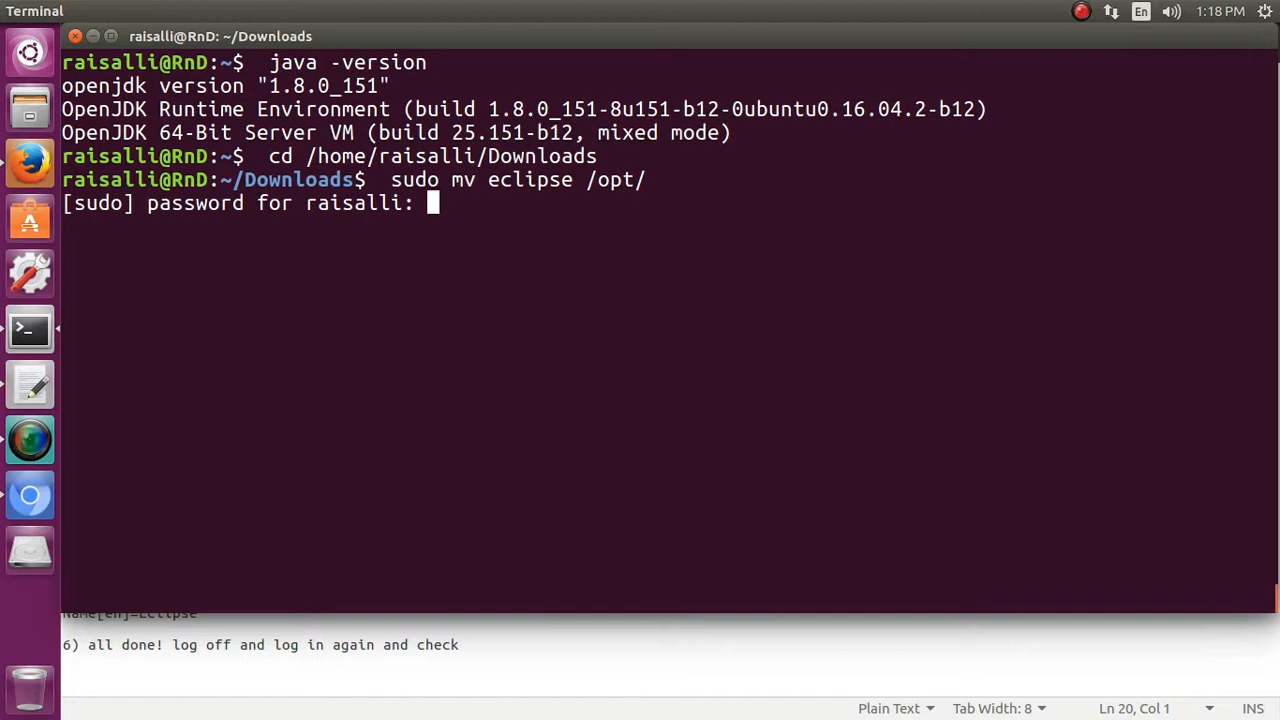 Terminal
En
1:18 PM
raisalli@RnD: ~/Downloads
raisalli@RnD:~$  java -version
openjdk version "1.8.0_151"
OpenJDK Runtime Environment (build 1.8.0_151-8u151-b12-0ubuntu0.16.04.2-b12)
OpenJDK 64-Bit Server VM (build 25.151-b12, mixed mode)
raisalli@RnD:~$  cd /home/raisalli/Downloads
raisalli@RnD:~/Downloads$  sudo mv eclipse /opt/
[sudo] password for raisalli:
Name[en]=Eclipse
6) all done! log off and log in again and check
Plain Text
Tab Width: 8
Ln 20, Col 1
INS